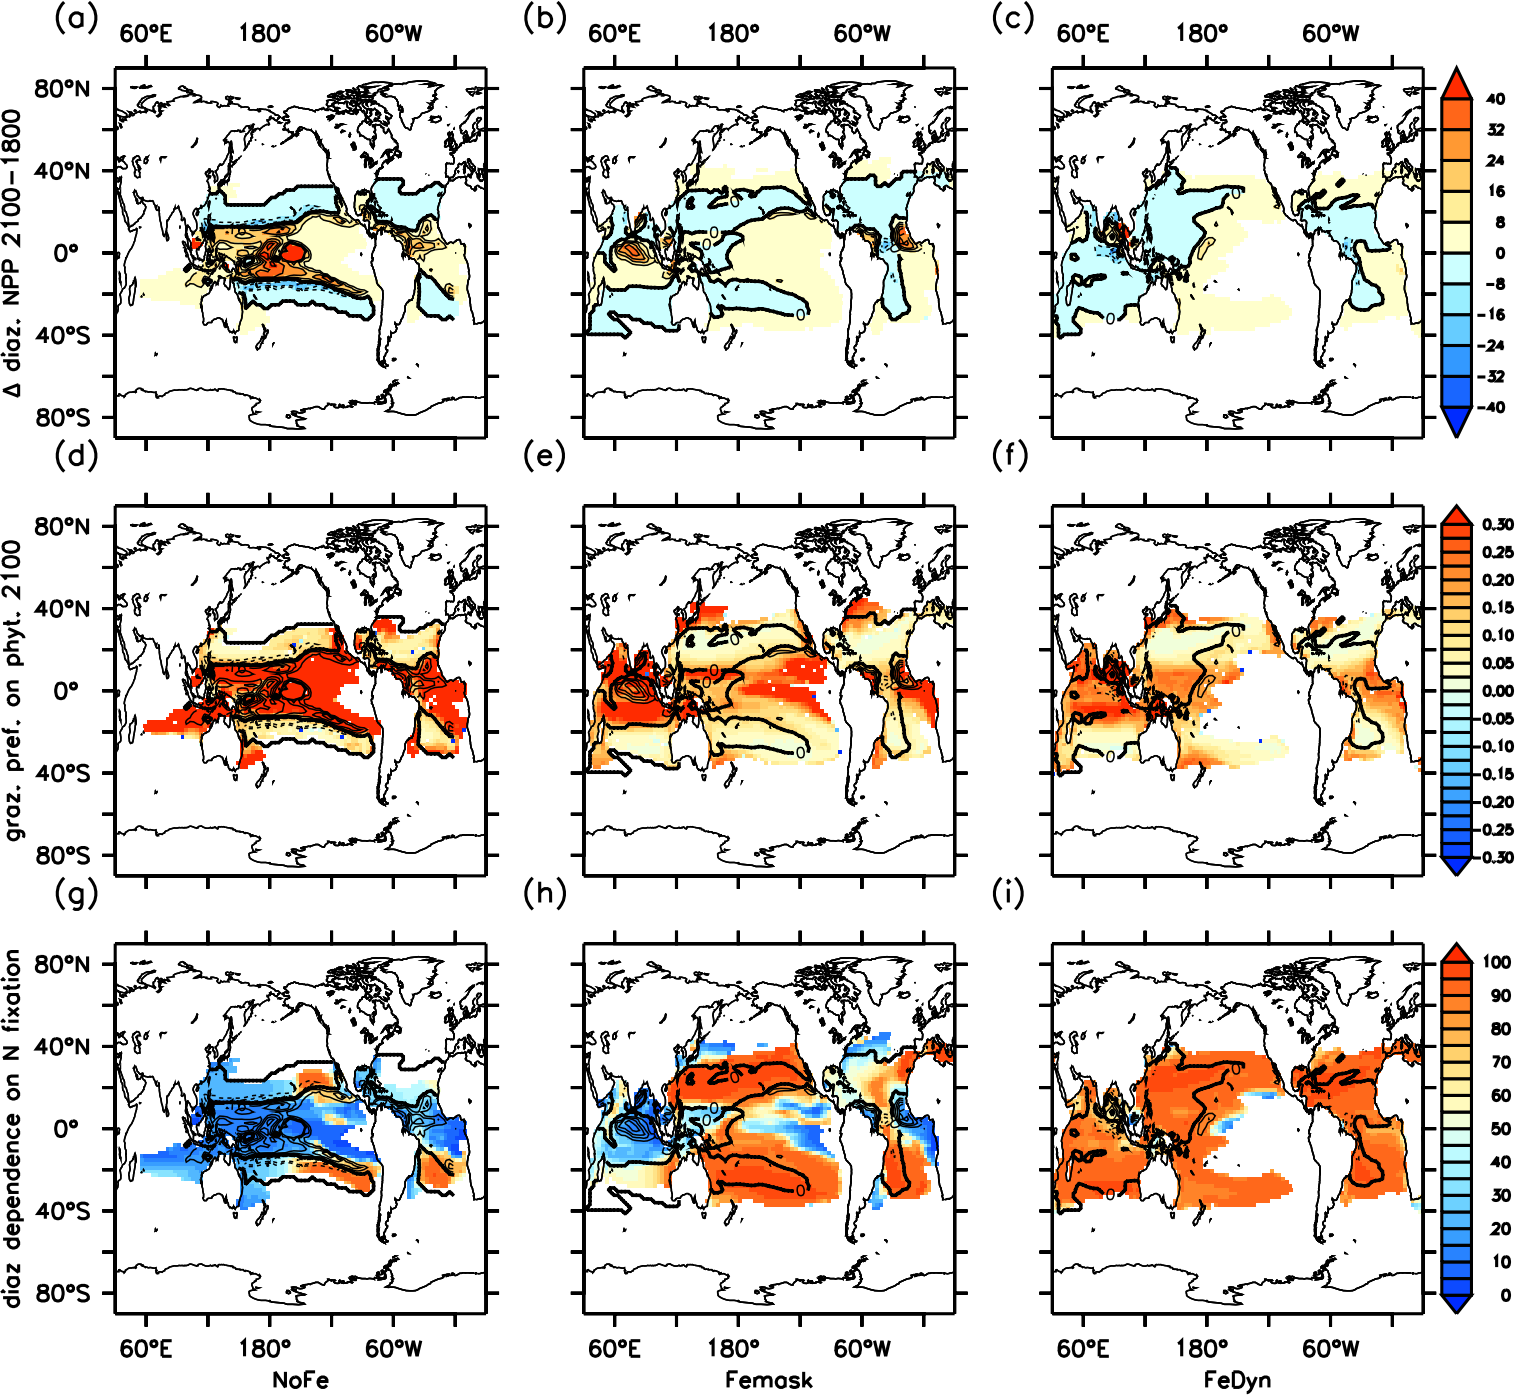 (a) (b) (c)
60°E 180° 60°W 60°E 180° 60°W 60°E 180° 60°W
80°N
40°N
0°
40°S
80°S
Δ diaz. NPP 2100-1800
40
32
24
16
8
0
-8
-16
-24
-32
-40
(d) (e) (f)
80°N
40°N
0°
40°S
80°S
graz. pref. on phyt. 2100
0 0 0 0
0.30
0.25
0.20
0.15
0.10
0.05
0.00
-0.05
-0.10
-0.15
-0.20
-0.25
-0.30
(g) (h) (i)
80°N
40°N
0°
40°S
80°S
diaz dependence on N fixation
100
90
80
70
60
50
40
30
20
10
0
60°E 180° 60°W 60°E 180° 60°W 60°E 180° 60°W
NoFe Femask FeDyn